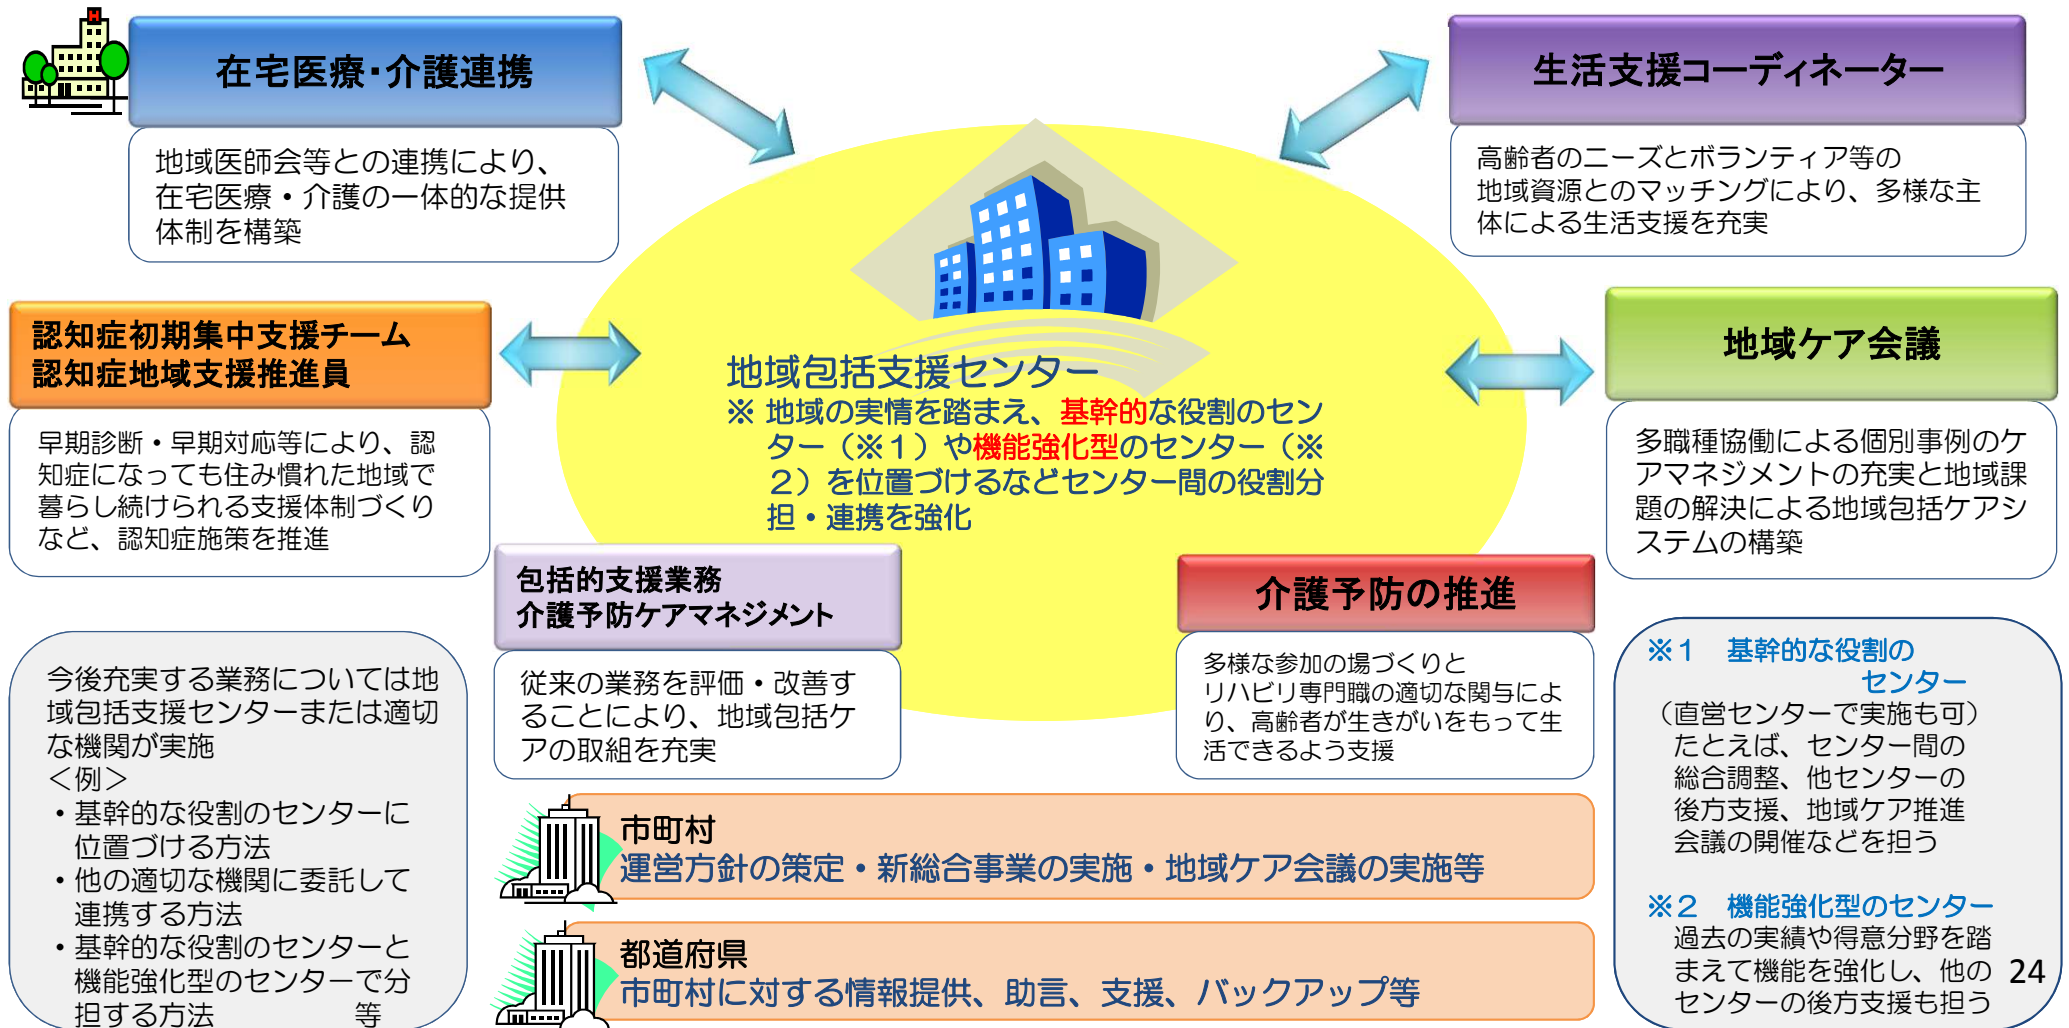 在宅医療・介護連携
地域医師会等との連携により、
在宅医療・介護の一体的な提供
体制を構築
生活支援コーディネーター
高齢者のニーズとボランティア等の
地域資源とのマッチングにより、多様な主
体による生活支援を充実
認知症初期集中支援チーム
認知症地域支援推進員
早期診断・早期対応等により、認
知症になっても住み慣れた地域で
暮らし続けられる支援体制づくり
など、認知症施策を推進
地域包括支援センター
※ 地域の実情を踏まえ、基幹的な役割のセン
ター（※１）や機能強化型のセンター（※
２）を位置づけるなどセンター間の役割分
担・連携を強化
地域ケア会議
多職種協働による個別事例のケ
アマネジメントの充実と地域課
題の解決による地域包括ケアシ
ステムの構築
包括的支援業務
介護予防ケアマネジメント
従来の業務を評価・改善す
ることにより、地域包括ケ
アの取組を充実
介護予防の推進
多様な参加の場づくりと
リハビリ専門職の適切な関与によ
り、高齢者が生きがいをもって生
活できるよう支援
今後充実する業務については地
域包括支援センターまたは適切
な機関が実施
＜例＞
・基幹的な役割のセンターに
位置づける方法
・他の適切な機関に委託して
連携する方法
・基幹的な役割のセンターと
機能強化型のセンターで分
担する方法 等
市町村
運営方針の策定・新総合事業の実施・地域ケア会議の実施等
都道府県
市町村に対する情報提供、助言、支援、バックアップ等
※１ 基幹的な役割の
センター
（直営センターで実施も可）
たとえば、センター間の
総合調整、他センターの
後方支援、地域ケア推進
会議の開催などを担う
※２ 機能強化型のセンター
過去の実績や得意分野を踏
まえて機能を強化し、他の
センターの後方支援も担う
24